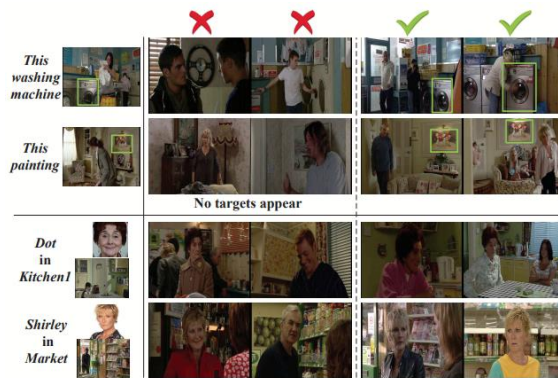 This
washing
machine
This
painting
No targets appear
Dot
in
Kitchen1
Shirley
in
Market